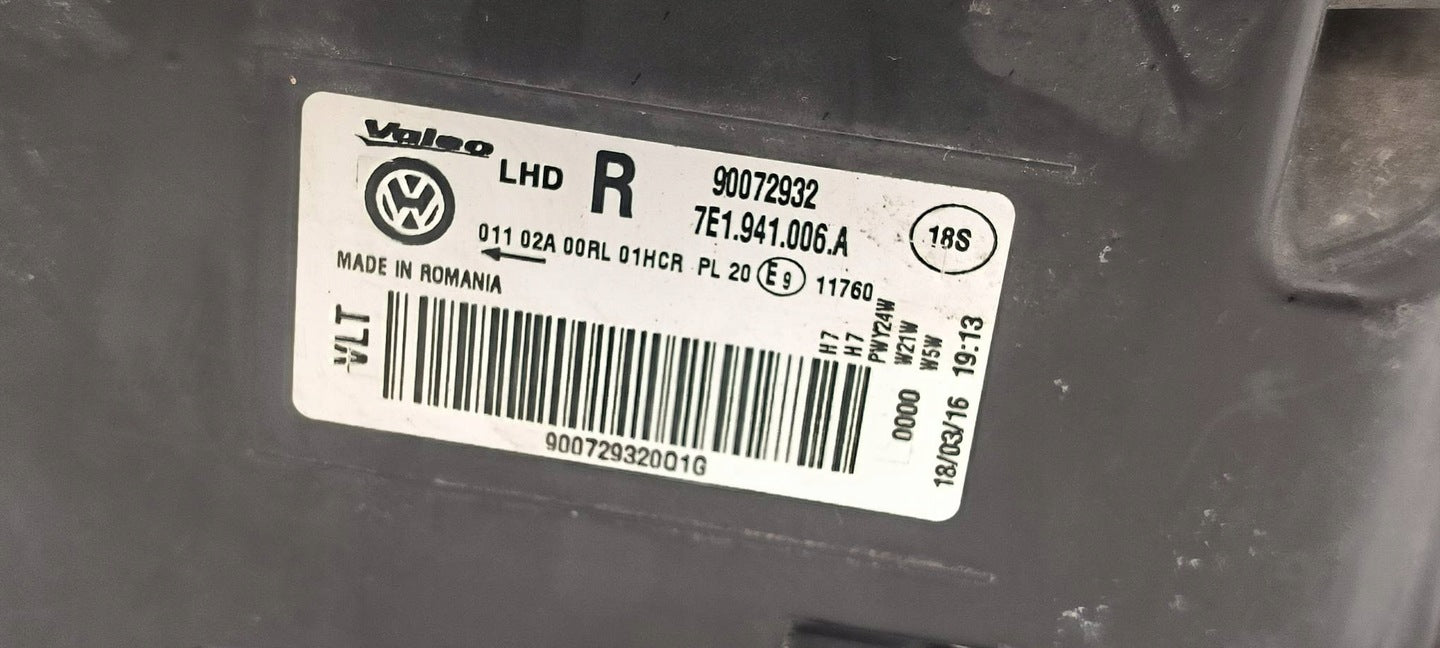 Valeo
LHD R 90072932
7E1.941.006.A
18S
011 02A 00RL 01HCR PL 20 E9 11760
MADE IN ROMANIA
VLT
H7
H7
PWY24W
W21W
W5W
0000
18/03/16 19:13
90072932001G